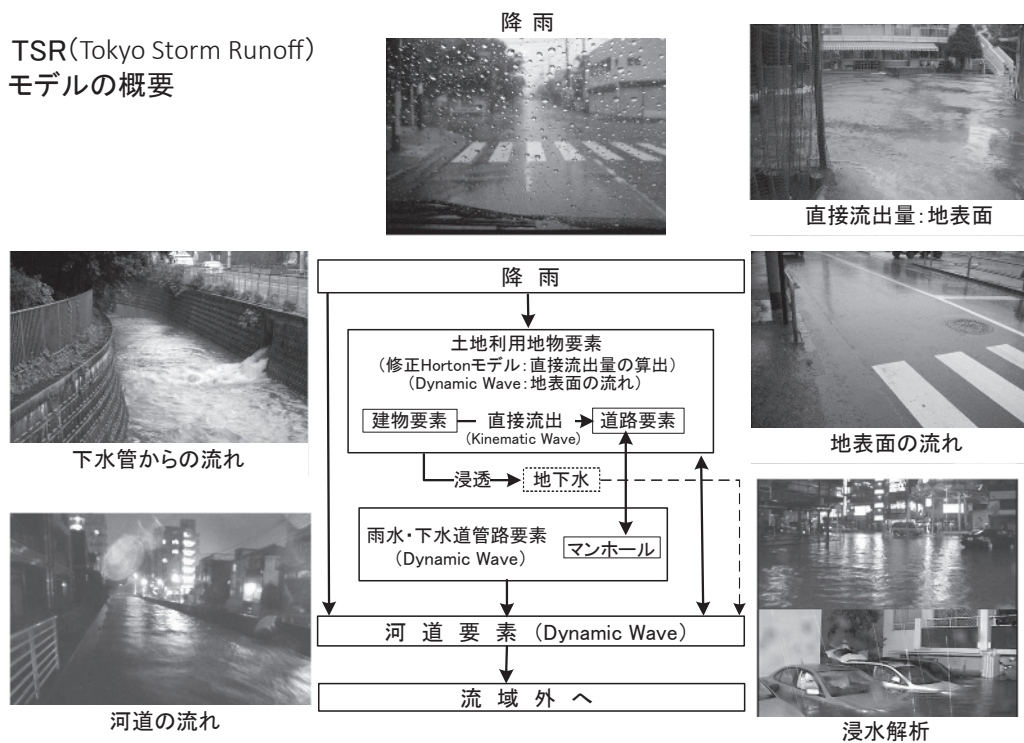 TSR(Tokyo Storm Runoff)
モデルの概要
降雨
直接流出量:地表面
下水管からの流れ
降 雨
土地利用地物要素
(修正Hortonモデル:直接流出量の算出)
(Dynamic Wave:地表面の流れ)
建物要素
直接流出
(Kinematic Wave)
道路要素
浸透
地下水
雨水・下水道管路要素
(Dynamic Wave)
マンホール
河 道 要 素 (Dynamic Wave)
流 域 外 へ
地表面の流れ
河道の流れ
浸水解析